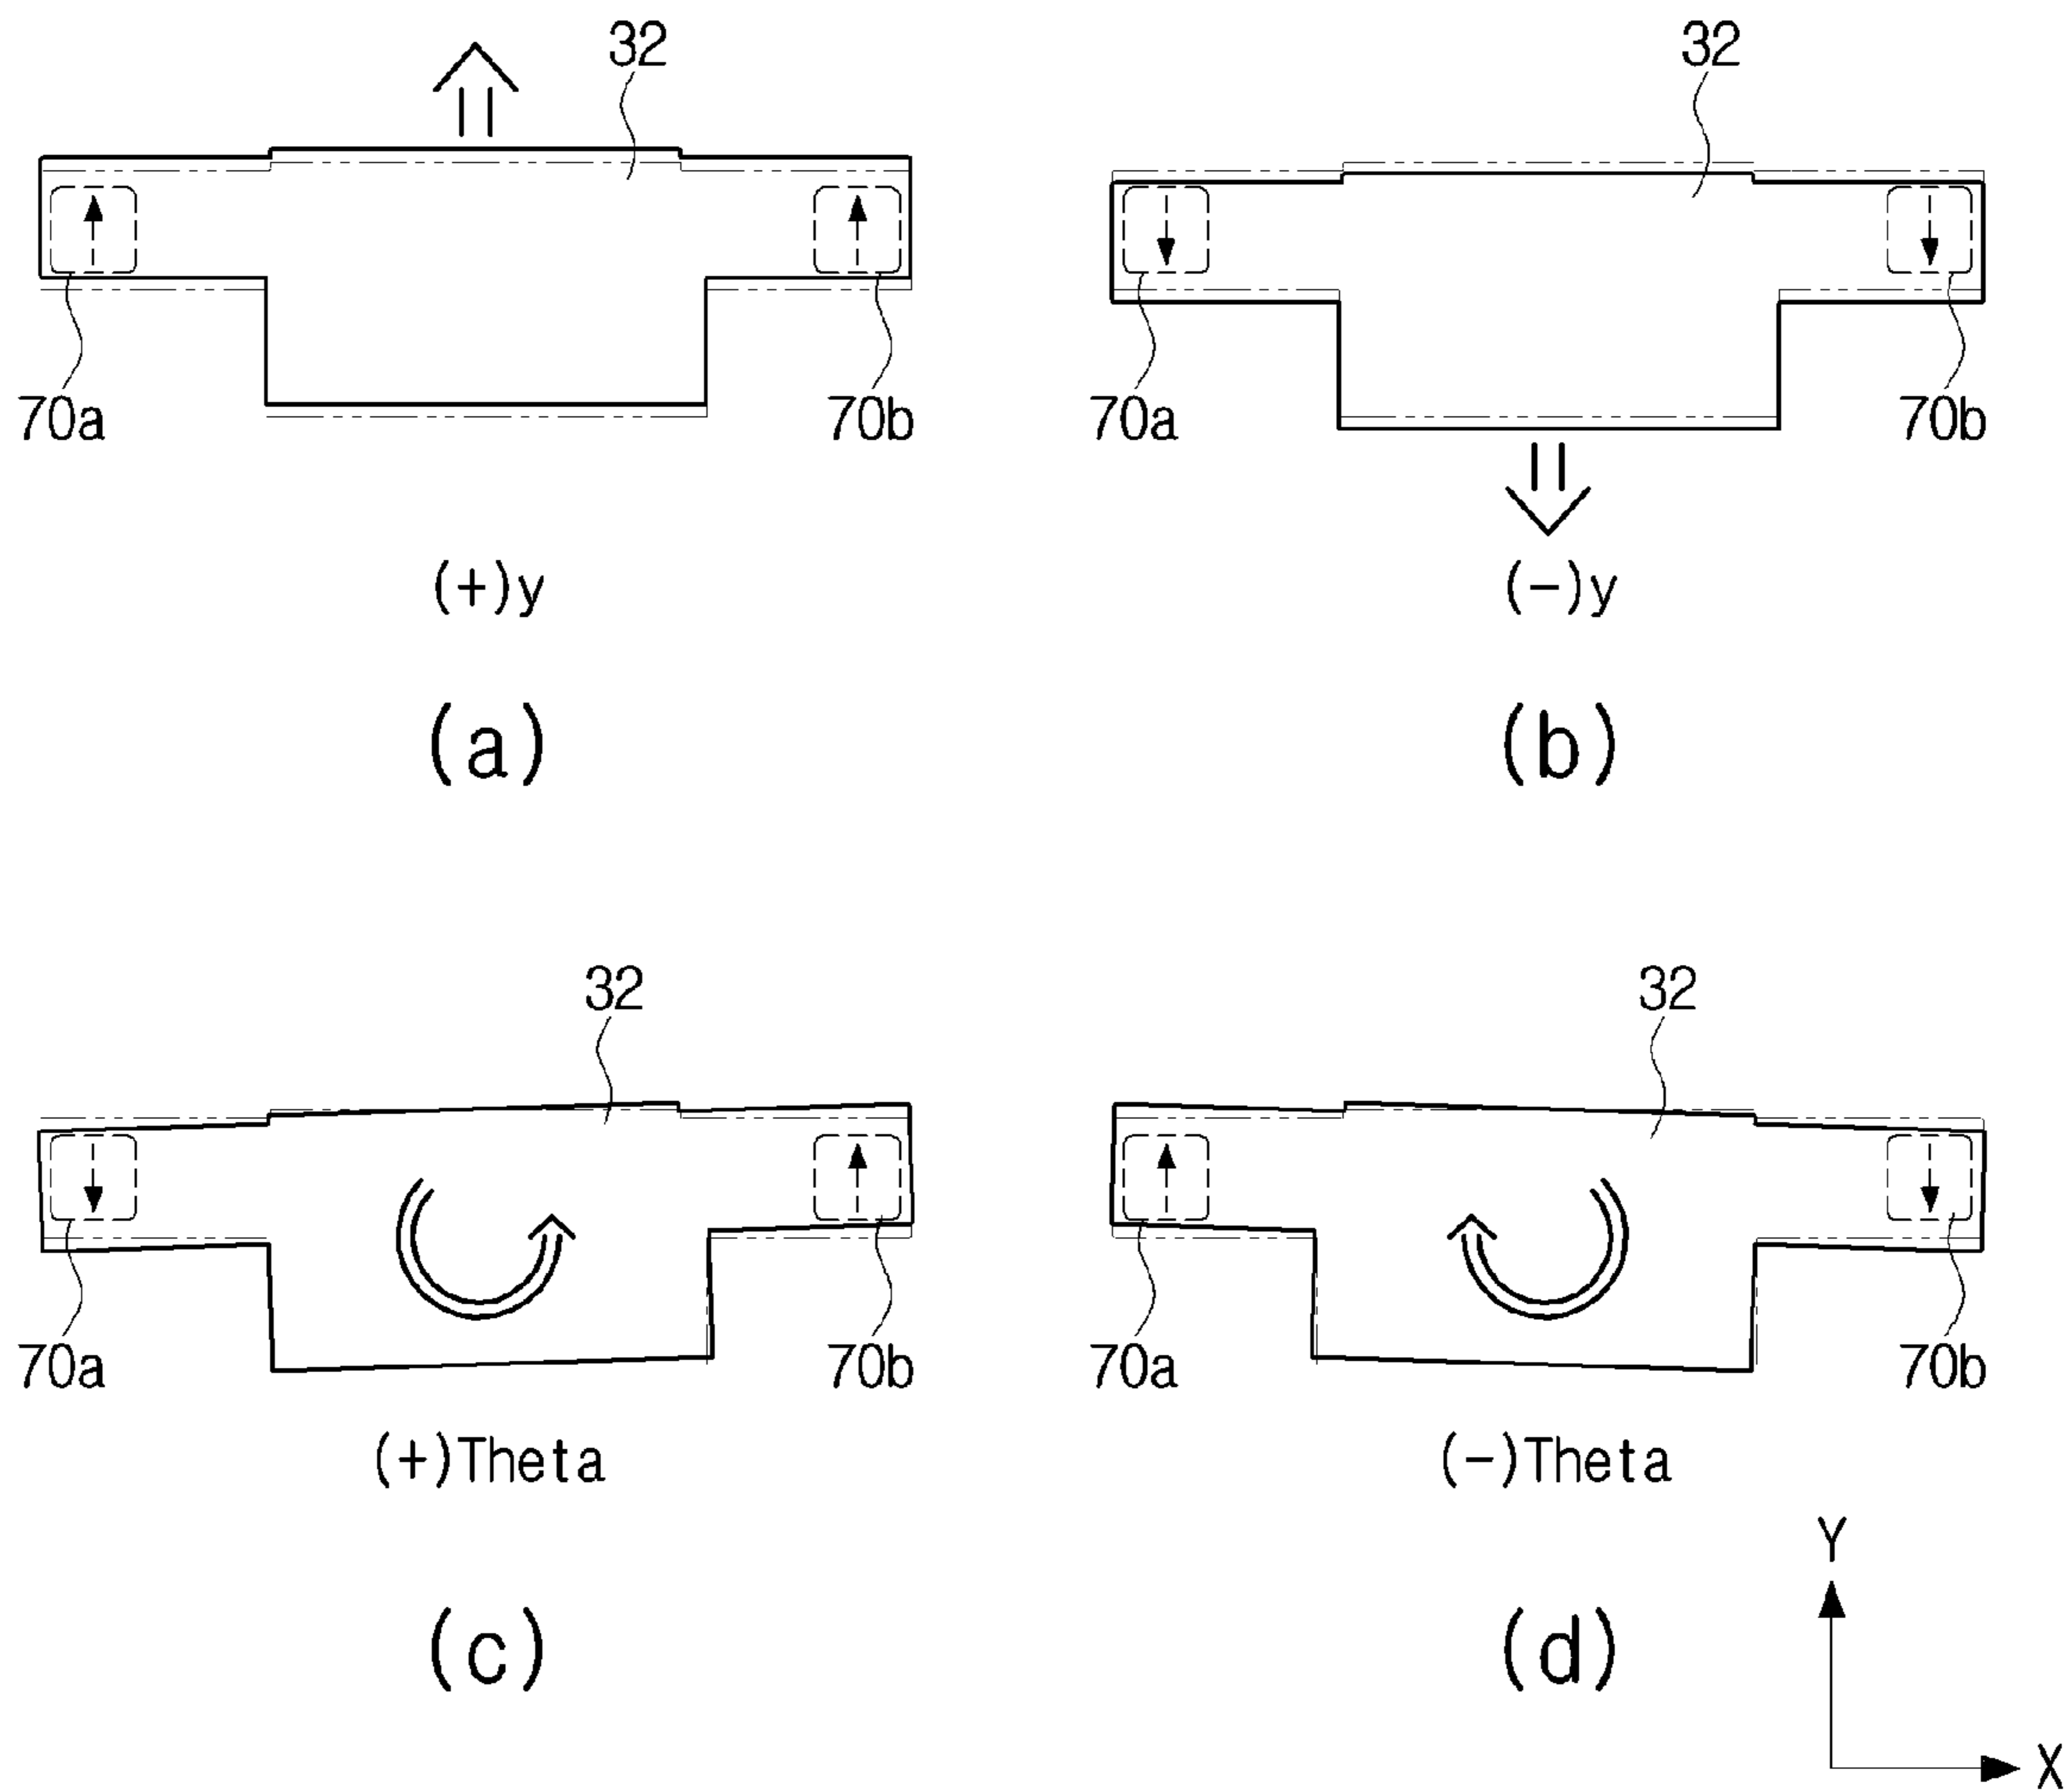 32
32
70a
70b
70a
70b
(+)y
(-)y
(a)
(b)
32
32
70a
70b
70a
70b
(+)Theta
(-)Theta
Y
(c)
(d)
X